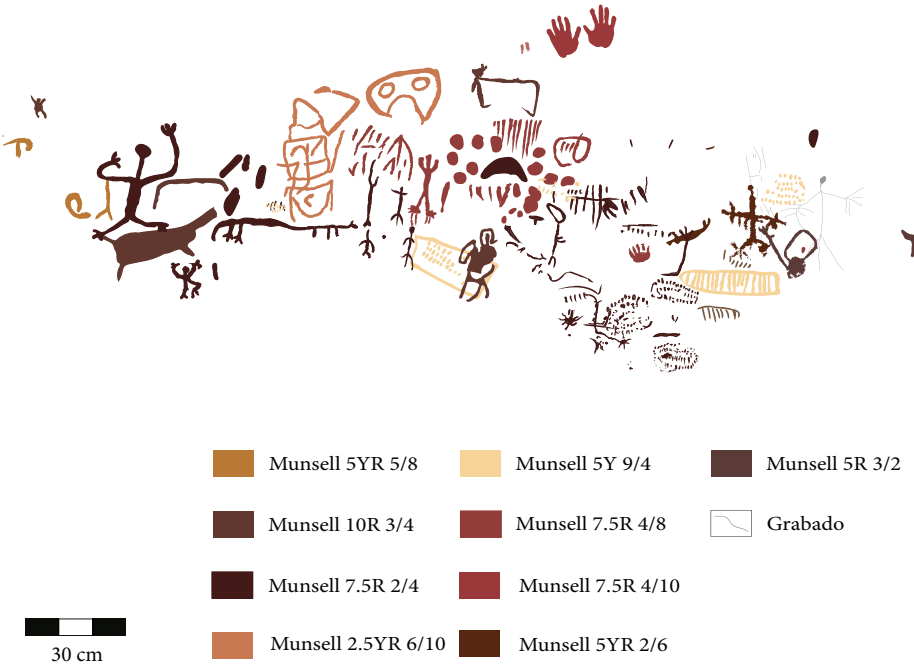 Munsell 5YR 5/8
Munsell 5Y 9/4
Munsell 5R 3/2
Munsell 10R 3/4
Munsell 7.5R 4/8
Grabado
Munsell 7.5R 2/4
Munsell 7.5R 4/10
Munsell 2.5YR 6/10
Munsell 5YR 2/6
30 cm